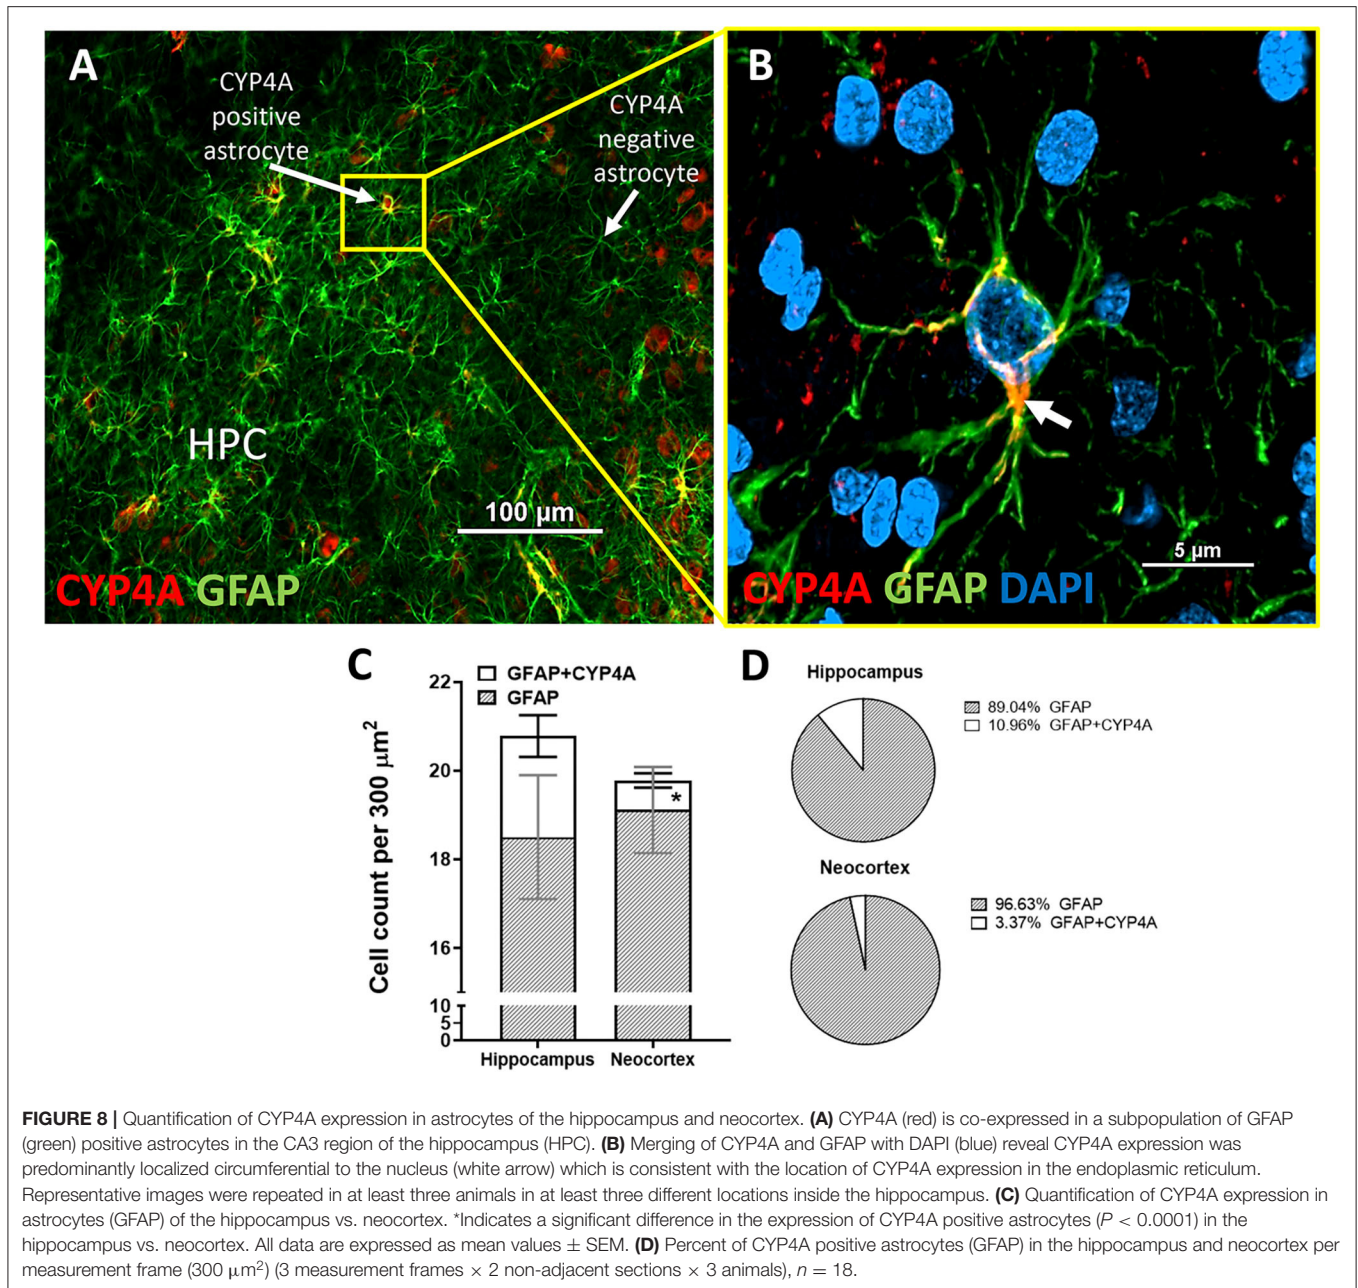 A
CYP4A
positive
astrocyte
CYP4A
negative
astrocyte
HPC
100 µm
CYP4A GFAP
B
5 µm
CYP4A GFAP DAPI
C
GFAP+CYP4A
GFAP
Cell count per 300 µm²
22
20
18
16
10
5
0
Hippocampus
Neocortex
*
D
Hippocampus
89.04% GFAP
10.96% GFAP+CYP4A
Neocortex
96.63% GFAP
3.37% GFAP+CYP4A
FIGURE 8 | Quantification of CYP4A expression in astrocytes of the hippocampus and neocortex. (A) CYP4A (red) is co-expressed in a subpopulation of GFAP
(green) positive astrocytes in the CA3 region of the hippocampus (HPC). (B) Merging of CYP4A and GFAP with DAPI (blue) reveal CYP4A expression was
predominantly localized circumferential to the nucleus (white arrow) which is consistent with the location of CYP4A expression in the endoplasmic reticulum.
Representative images were repeated in at least three animals in at least three different locations inside the hippocampus. (C) Quantification of CYP4A expression in
astrocytes (GFAP) of the hippocampus vs. neocortex. *Indicates a significant difference in the expression of CYP4A positive astrocytes (P < 0.0001) in the
hippocampus vs. neocortex. All data are expressed as mean values ± SEM. (D) Percent of CYP4A positive astrocytes (GFAP) in the hippocampus and neocortex per
measurement frame (300 µm²) (3 measurement frames × 2 non-adjacent sections × 3 animals), n = 18.